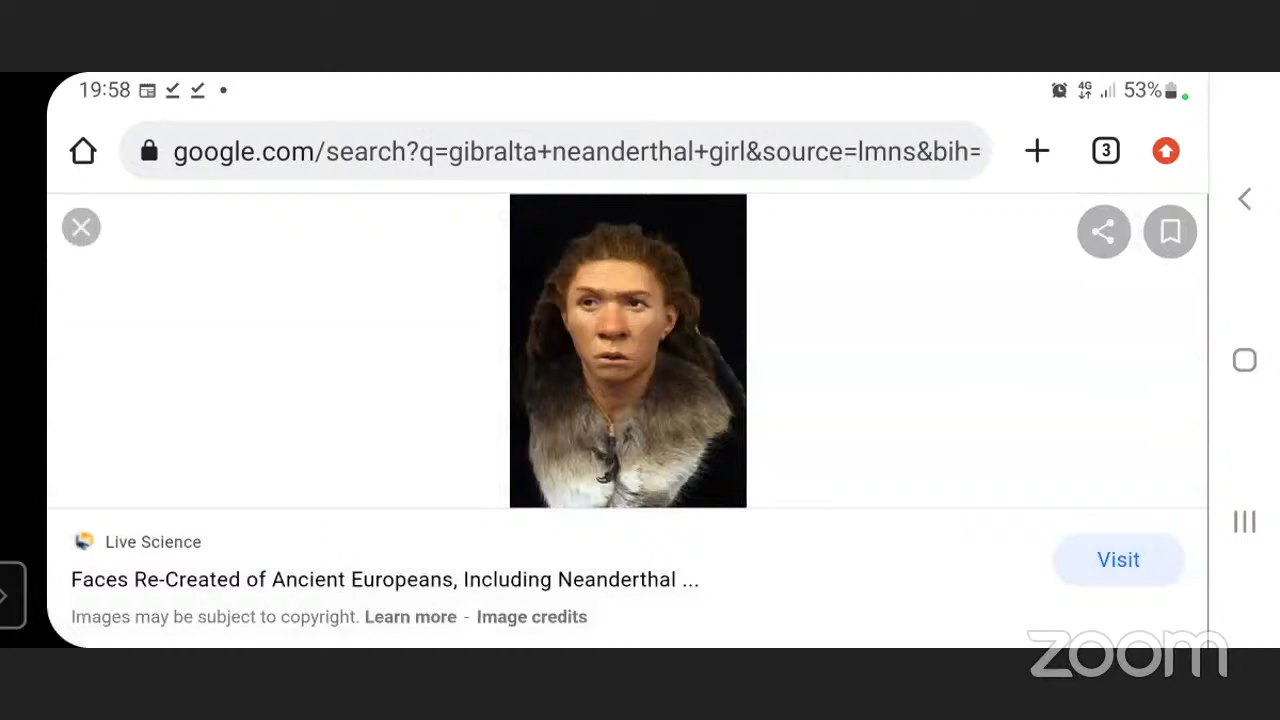 19:58
4G
53%
google.com/search?q=gibralta+neanderthal+girl&source=lmns&bih=
3
Live Science
Faces Re-Created of Ancient Europeans, Including Neanderthal ...
Visit
Images may be subject to copyright. Learn more - Image credits
zoom